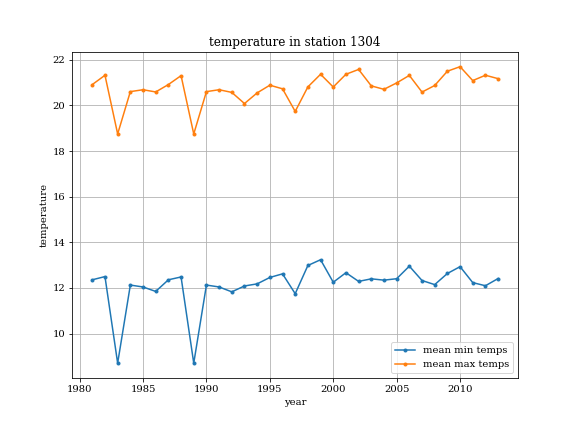 temperature in station 1304
temperature
22
20
18
16
14
12
10
1980 1985 1990 1995 2000 2005 2010
year
mean min temps
mean max temps